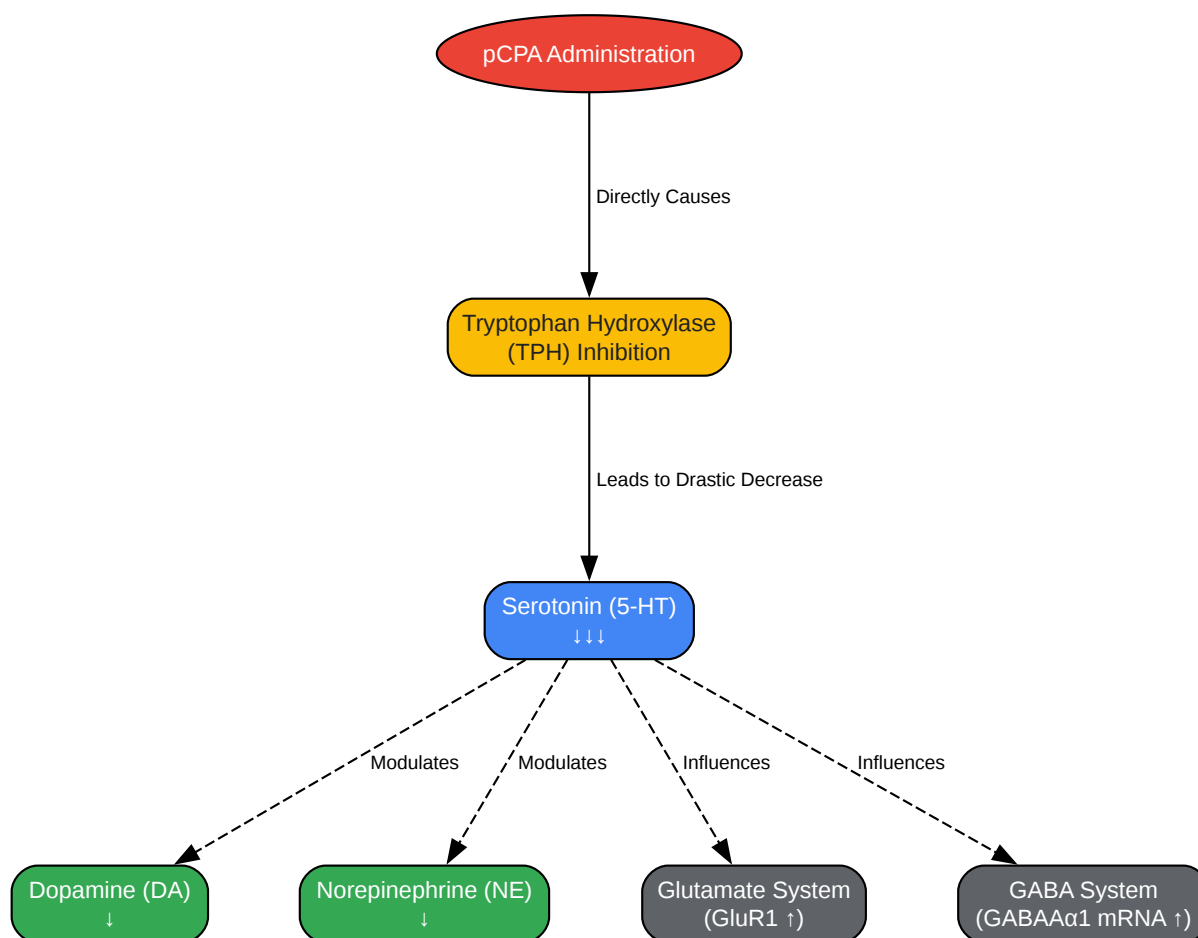 pCPA Administration
Directly Causes
Tryptophan Hydroxylase
(TPH) Inhibition
Leads to Drastic Decrease
Serotonin (5-HT)
↓↓↓
Modulates
Modulates
Influences
Influences
Dopamine (DA)
↓
Norepinephrine (NE)
↓
Glutamate System
(GluR1 ↑)
GABA System
(GABAAα1 mRNA ↑)